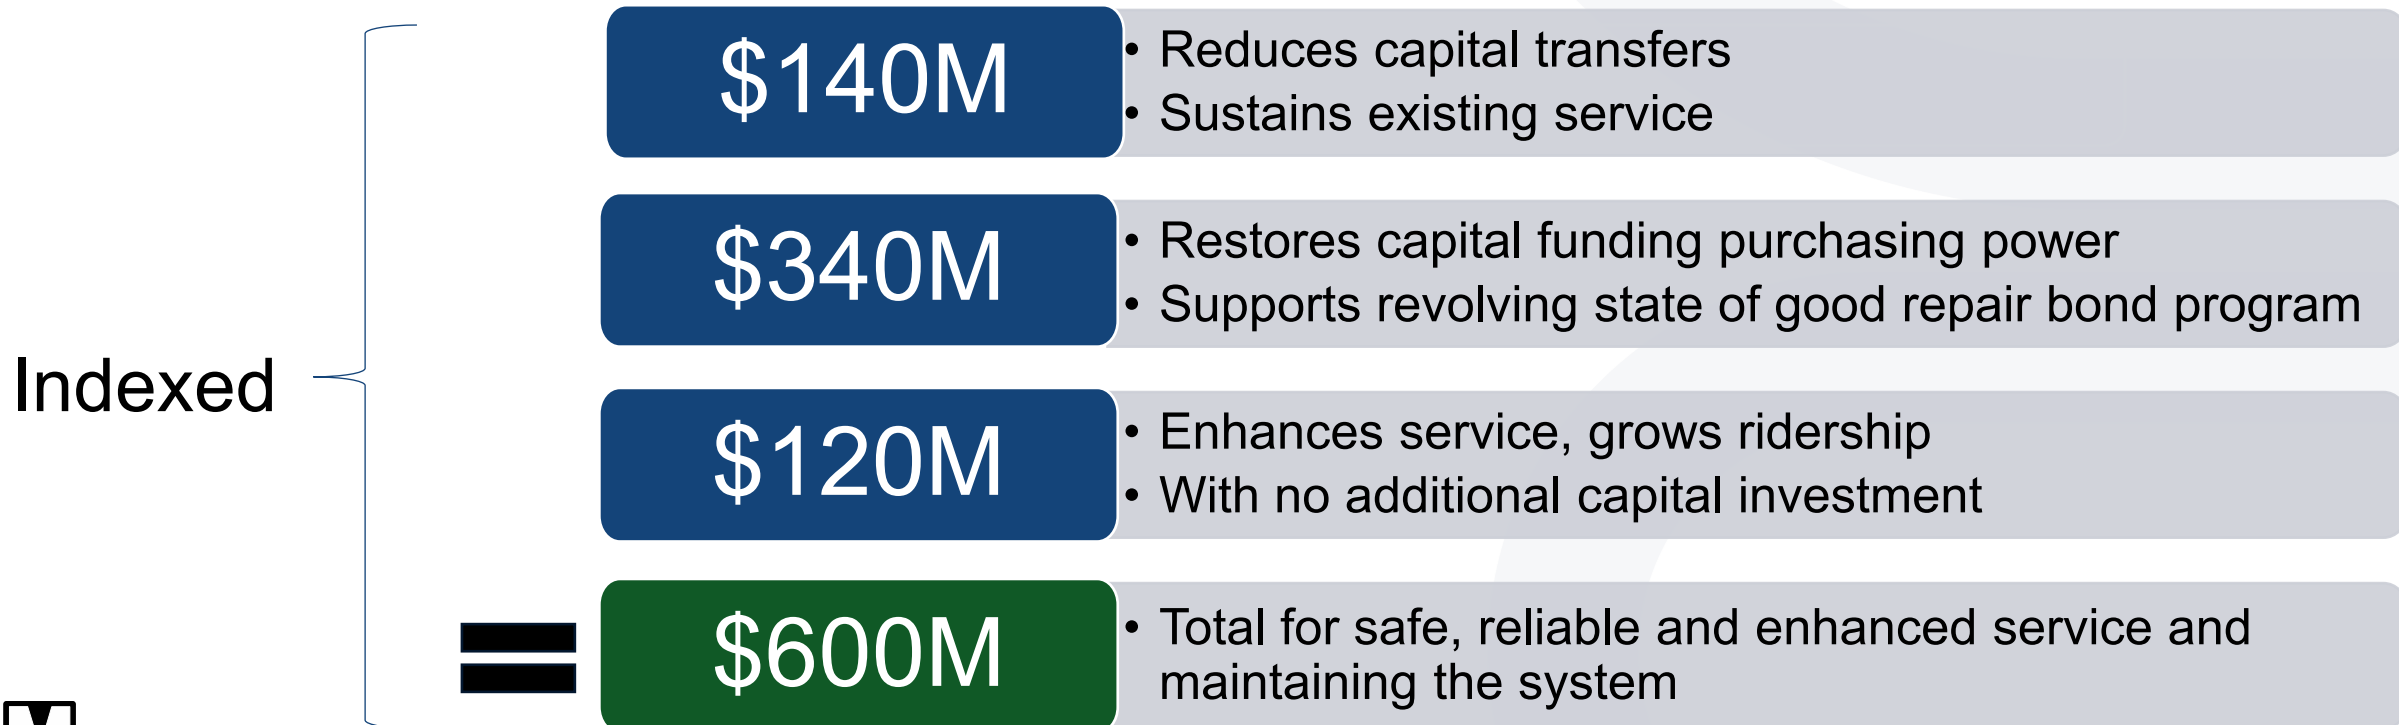 Indexed
$140M
• Reduces capital transfers
• Sustains existing service
$340M
• Restores capital funding purchasing power
• Supports revolving state of good repair bond program
$120M
• Enhances service, grows ridership
• With no additional capital investment
=
$600M
• Total for safe, reliable and enhanced service and
maintaining the system